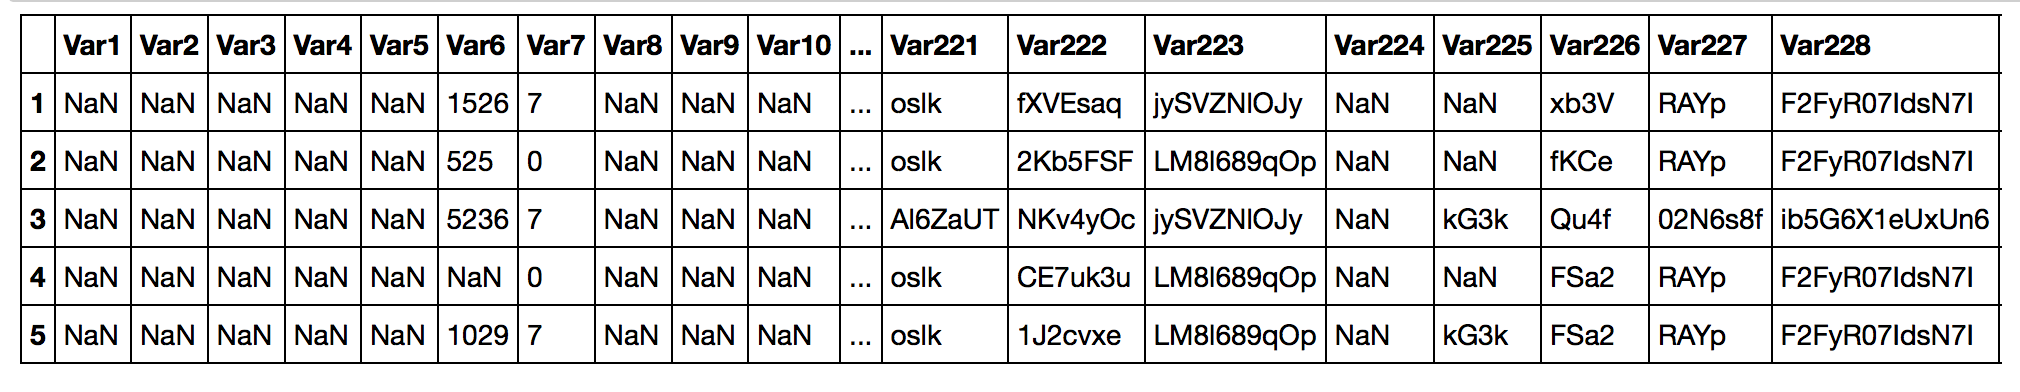 Var1 Var2 Var3 Var4 Var5 Var6 Var7 Var8 Var9 Var10 ... Var221 Var222 Var223 Var224 Var225 Var226 Var227 Var228
1 NaN NaN NaN NaN NaN 1526 7 NaN NaN NaN ... oslk fXVEsaq jySVZNlOJy NaN NaN xb3V RAYp F2FyR07IdsN7I
2 NaN NaN NaN NaN NaN 525 0 NaN NaN NaN ... oslk 2Kb5FSF LM8l689qOp NaN NaN fKCe RAYp F2FyR07IdsN7I
3 NaN NaN NaN NaN NaN 5236 7 NaN NaN NaN ... Al6ZaUT NKv4yOc jySVZNlOJy NaN kG3k Qu4f 02N6s8f ib5G6X1eUxUn6
4 NaN NaN NaN NaN NaN NaN 0 NaN NaN NaN ... oslk CE7uk3u LM8l689qOp NaN NaN FSa2 RAYp F2FyR07IdsN7I
5 NaN NaN NaN NaN NaN 1029 7 NaN NaN NaN ... oslk 1J2cvxe LM8l689qOp NaN kG3k FSa2 RAYp F2FyR07IdsN7I